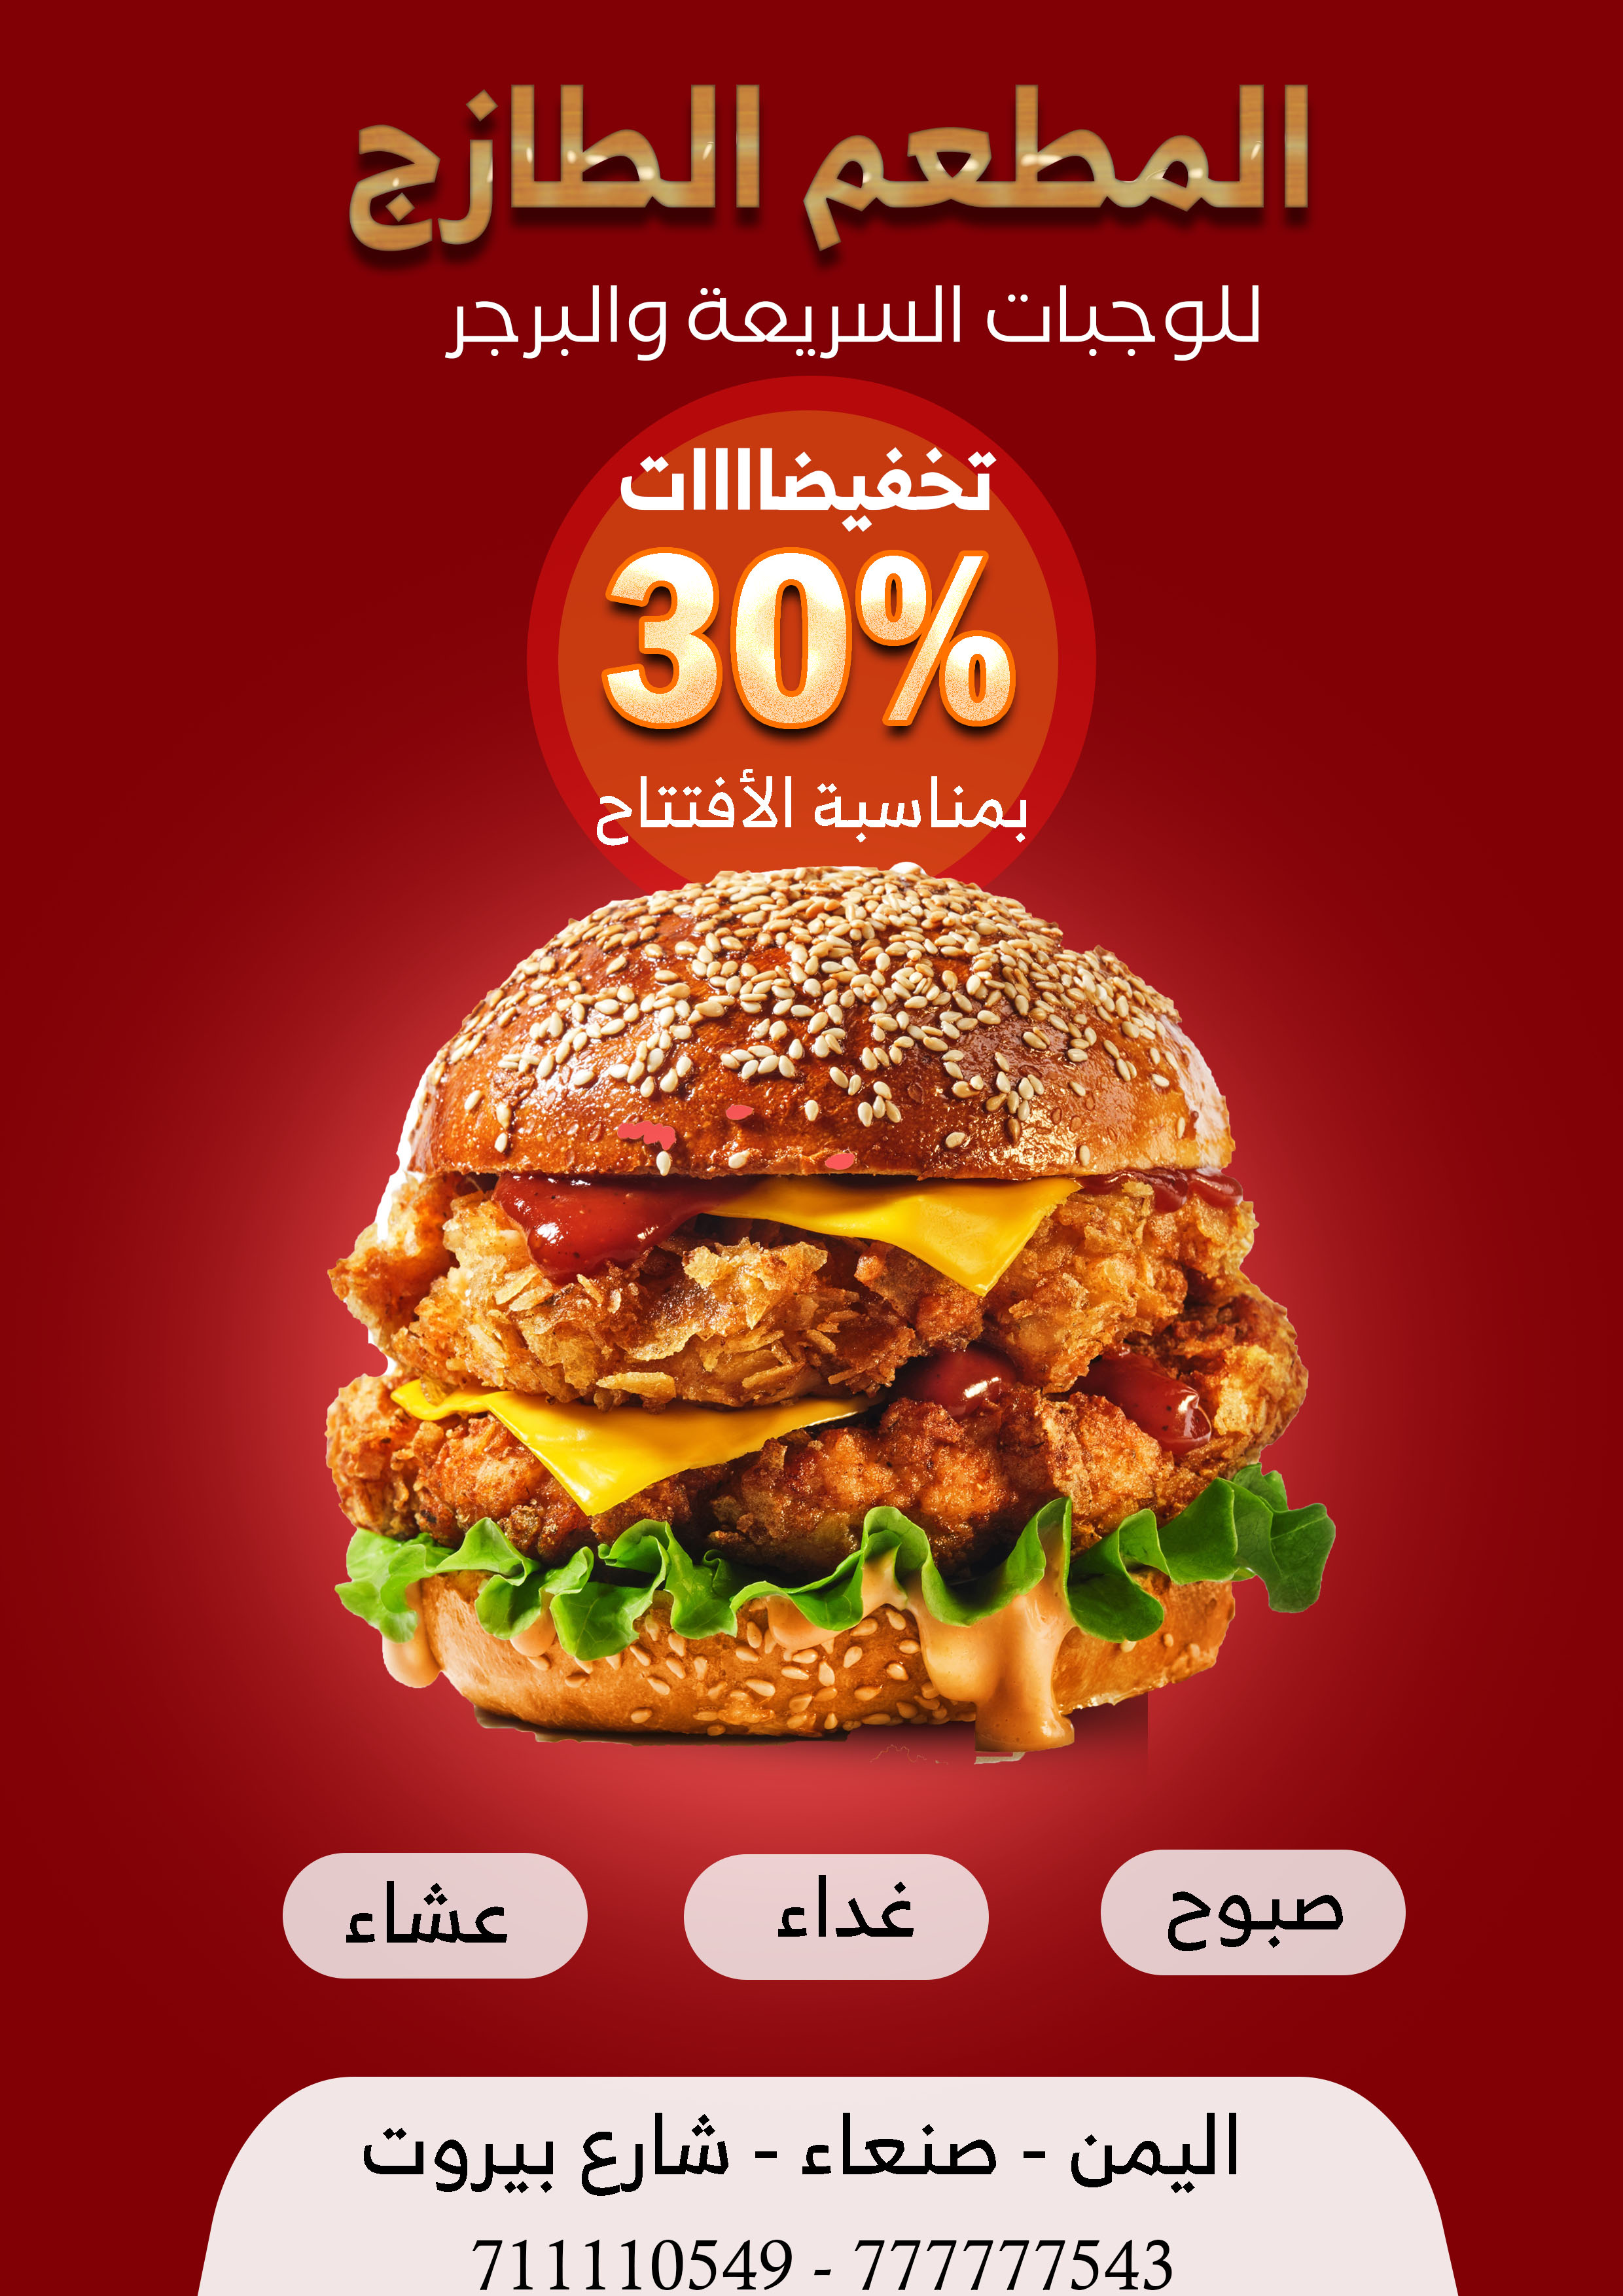 المطعم الطازج
للوجبات السريعة والبرجر
تخفيضاااات
30%
بمناسبة الأفتتاح
صبوح
غداء
عشاء
اليمن - صنعاء - شارع بيروت
711110549 - 777777543